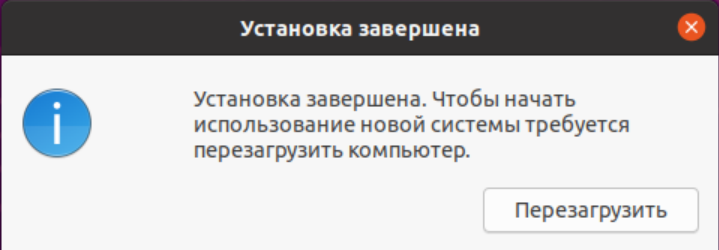 Установка завершена
Установка завершена. Чтобы начать
использование новой системы требуется
перезагрузить компьютер.
Перезагрузить